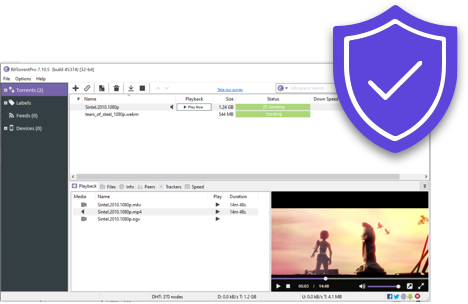 BitTorrentPro 7.10.5 (build 45374) [32-bit]
File Options Help
Torrents (2)
Take our survey
Labels
Feeds (0)
Devices (0)
# Name Playback Size Status Down Speed
Sintel.2010.1080p Play Now 1.24 GB Seeding
tears_of_steel_1080p.webm 544 MB Seeding
Playback Files Info Peers Trackers Speed
Media Name Play Duration
Sintel.2010.1080p.mkv 14m 48s
Sintel.2010.1080p.mp4 14m 48s
Sintel.2010.1080p.ogv
00:03 14:48
DHT: 370 nodes D: 0.0 kB/s T: 1.2 GB U: 0.0 kB/s T: 4.1 MB